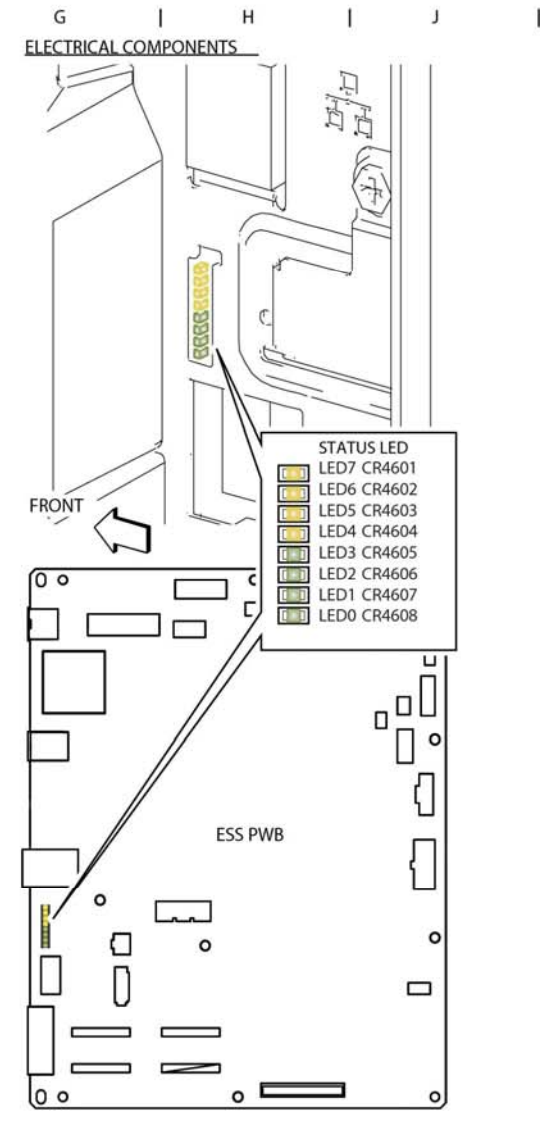 G | H | J |
ELECTRICAL COMPONENTS
STATUS LED
LED7 CR4601
LED6 CR4602
LED5 CR4603
LED4 CR4604
LED3 CR4605
LED2 CR4606
LED1 CR4607
LED0 CR4608
FRONT
ESS PWB